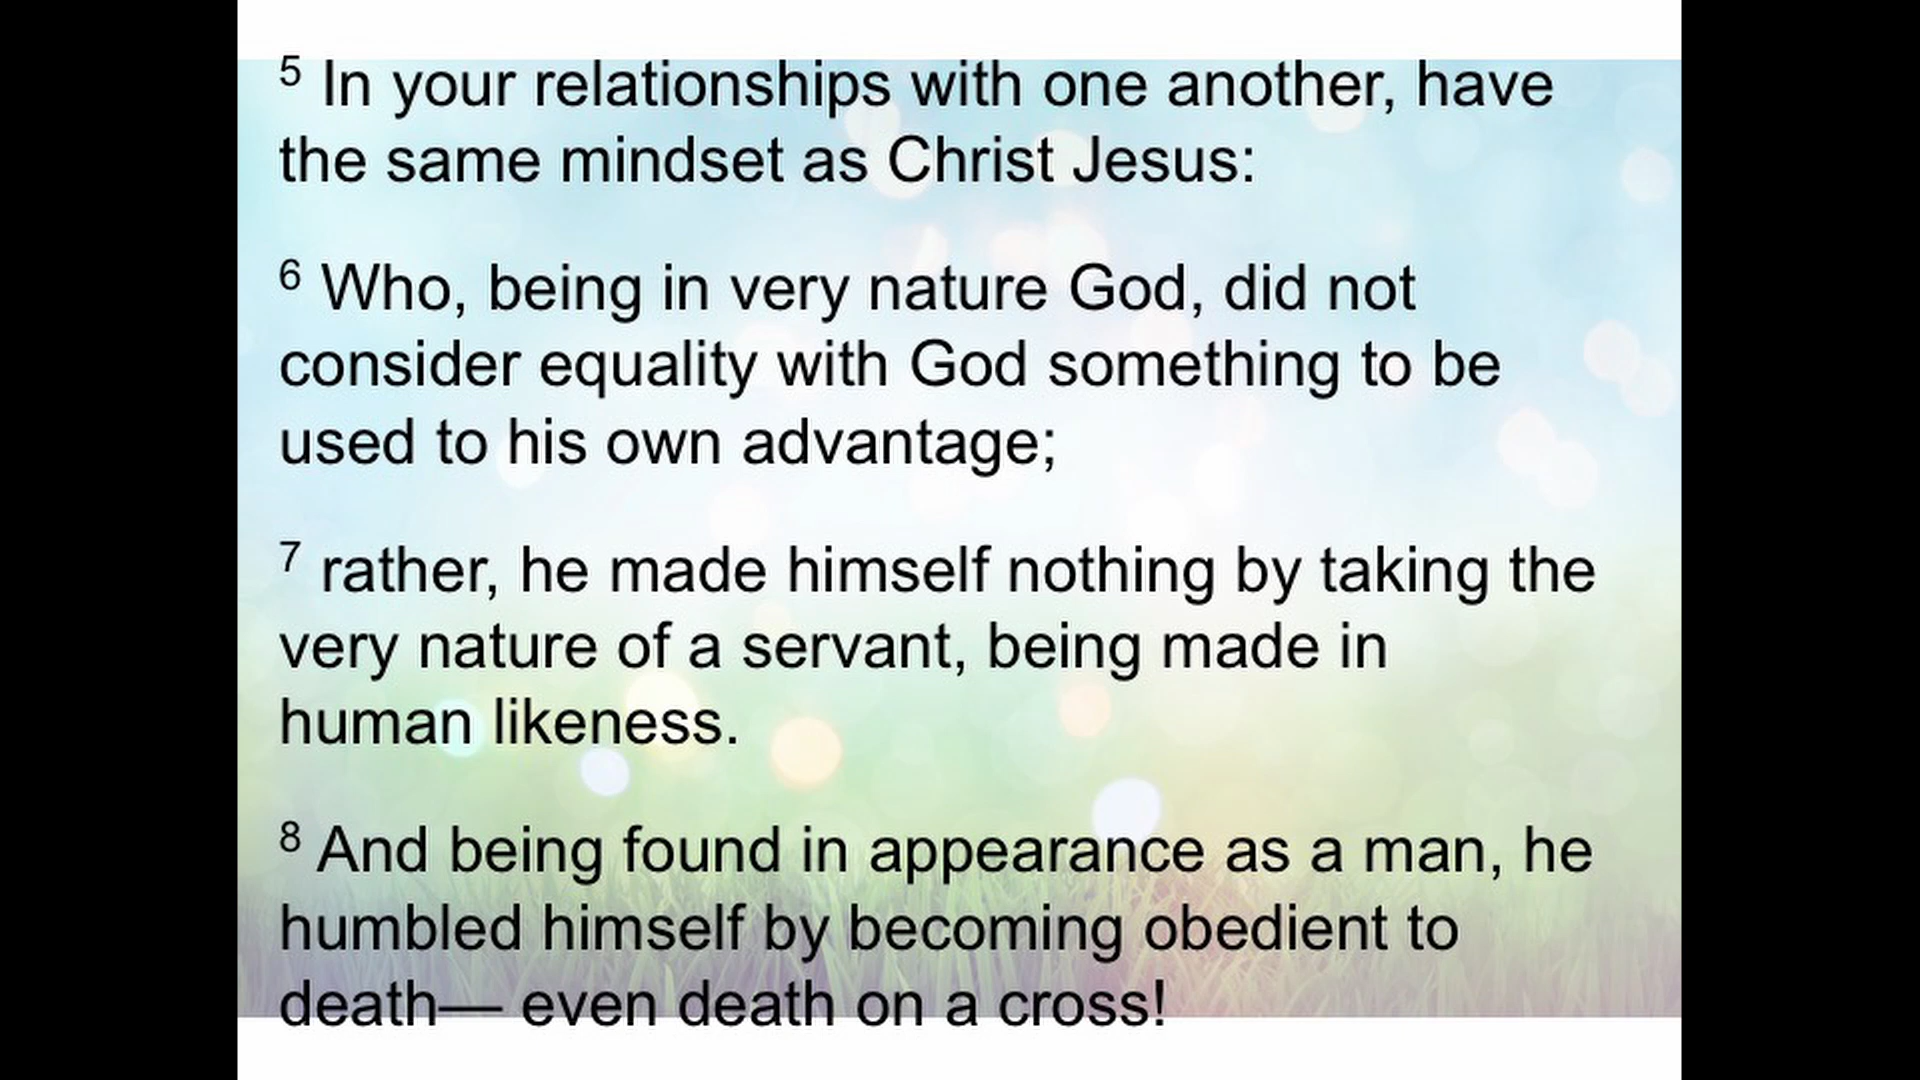 5 In your relationships with one another, have
the same mindset as Christ Jesus:
6 Who, being in very nature God, did not
consider equality with God something to be
used to his own advantage;
7 rather, he made himself nothing by taking the
very nature of a servant, being made in
human likeness.
8 And being found in appearance as a man, he
humbled himself by becoming obedient to
death— even death on a cross!